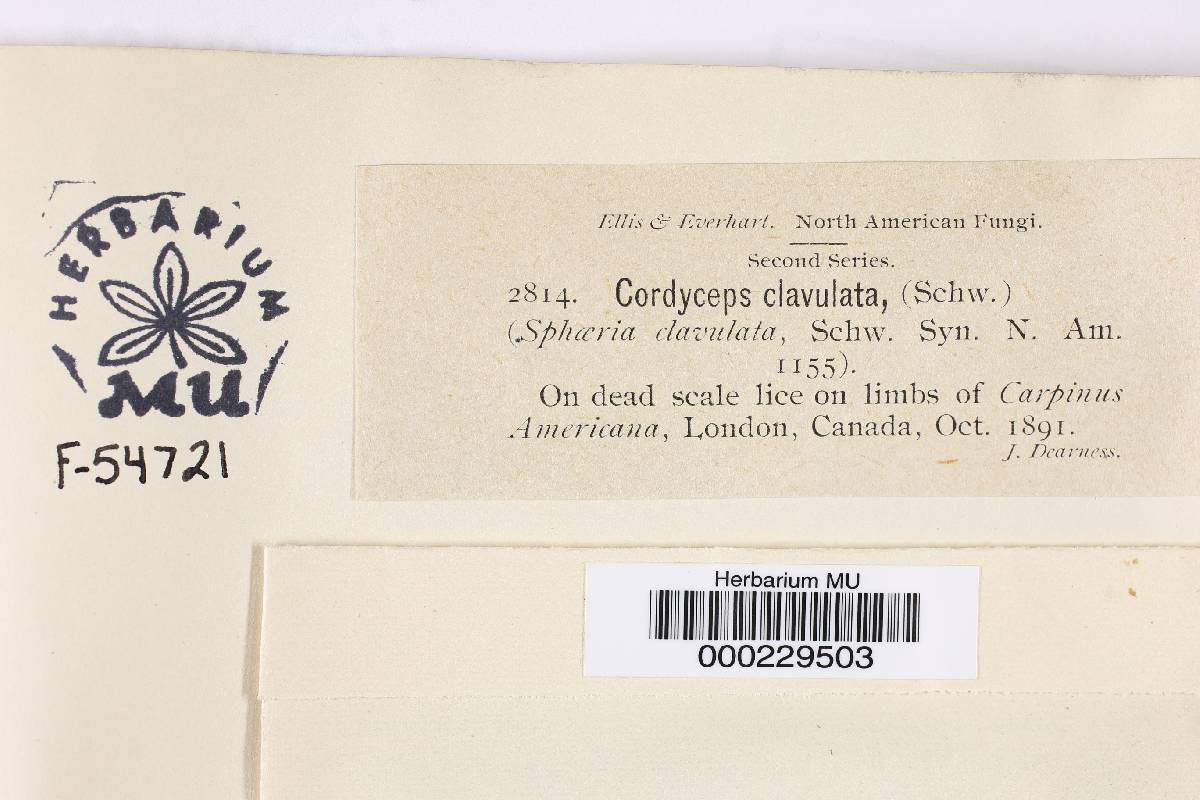 HERBARIUM
MU
F-54721
Ellis & Everhart. North American Fungi.
Second Series.
2814. Cordyceps clavulata, (Schw.)
(Sphæria clavulata, Schw. Syn. N. Am.
1155).
On dead scale lice on limbs of Carpinus
Americana, London, Canada, Oct. 1891.
J. Dearness.
Herbarium MU
000229503